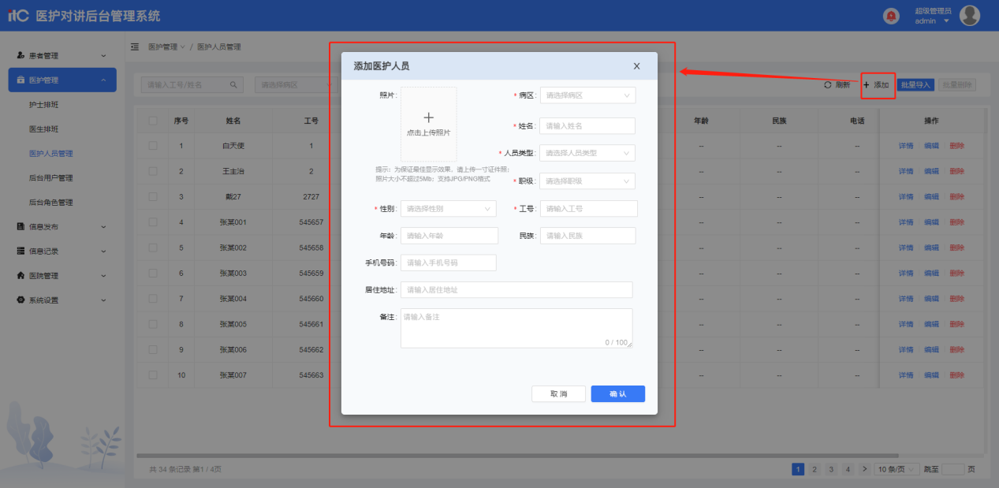 itC 医护对讲后台管理系统
超级管理员
admin
患者管理
医护管理
护士排班
医生排班
医护人员管理
后台用户管理
后台角色管理
信息发布
信息记录
医院管理
系统设置
医护管理 / 医护人员管理
请输入工号/姓名 请选择病区
刷新 + 添加 批量导入 批量删除
序号 姓名 工号 年龄 民族 电话 操作
1 白天使 1 -- -- -- 详情 编辑 删除
2 王主治 2 -- -- -- 详情 编辑 删除
3 戴27 2727 -- -- -- 详情 编辑 删除
4 张某001 545657 -- -- -- 详情 编辑 删除
5 张某002 545658 -- -- -- 详情 编辑 删除
6 张某003 545659 -- -- -- 详情 编辑 删除
7 张某004 545660 -- -- -- 详情 编辑 删除
8 张某005 545661 -- -- -- 详情 编辑 删除
9 张某006 545662 -- -- -- 详情 编辑 删除
10 张某007 545663 -- -- -- 详情 编辑 删除
共 34 条记录 第1 / 4页
1 2 3 4 > 10 条/页 跳至 页
添加医护人员 X
照片:
点击上传照片
提示：为保证最佳显示效果，请上传一寸证件照；
照片大小不超过5Mb；支持JPG/PNG格式
* 病区: 请选择病区
* 姓名: 请输入姓名
* 人员类型: 请选择人员类型
* 职级: 请选择职级
* 性别: 请选择性别 * 工号: 请输入工号
年龄: 请输入年龄 民族: 请输入民族
手机号码: 请输入手机号码
居住地址: 请输入居住地址
备注: 请输入备注
0 / 100
取 消 确 认